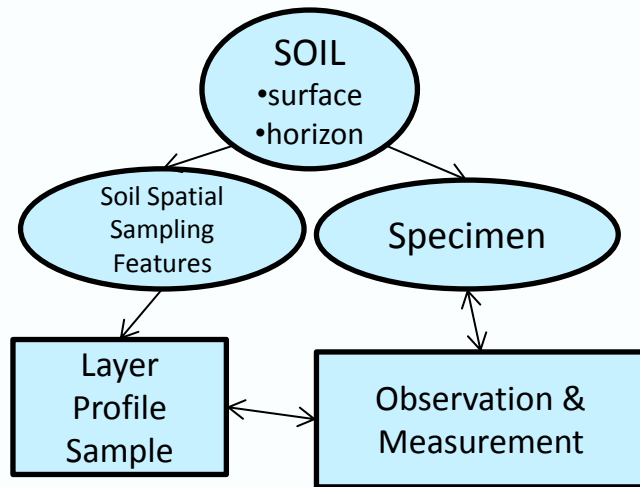 SOIL
•surface
•horizon
Soil Spatial
Sampling
Features
Specimen
Layer
Profile
Sample
Observation &
Measurement